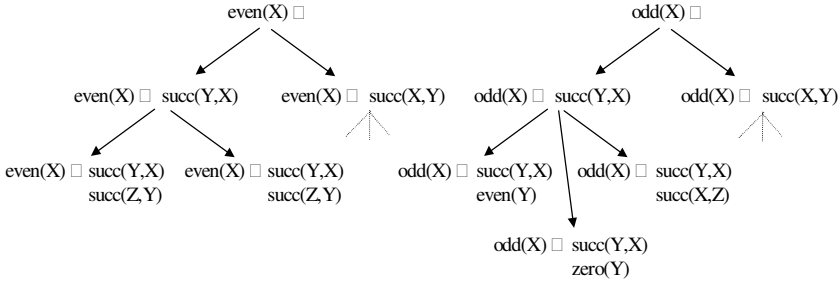 even(X) □ odd(X) □
even(X) □ succ(Y,X) even(X) □ succ(X,Y) odd(X) □ succ(Y,X) odd(X) □ succ(X,Y)
even(X) □ succ(Y,X) even(X) □ succ(Y,X) odd(X) □ succ(Y,X) odd(X) □ succ(Y,X)
succ(Z,Y) succ(Z,Y) even(Y) succ(X,Z)
odd(X) □ succ(Y,X)
zero(Y)